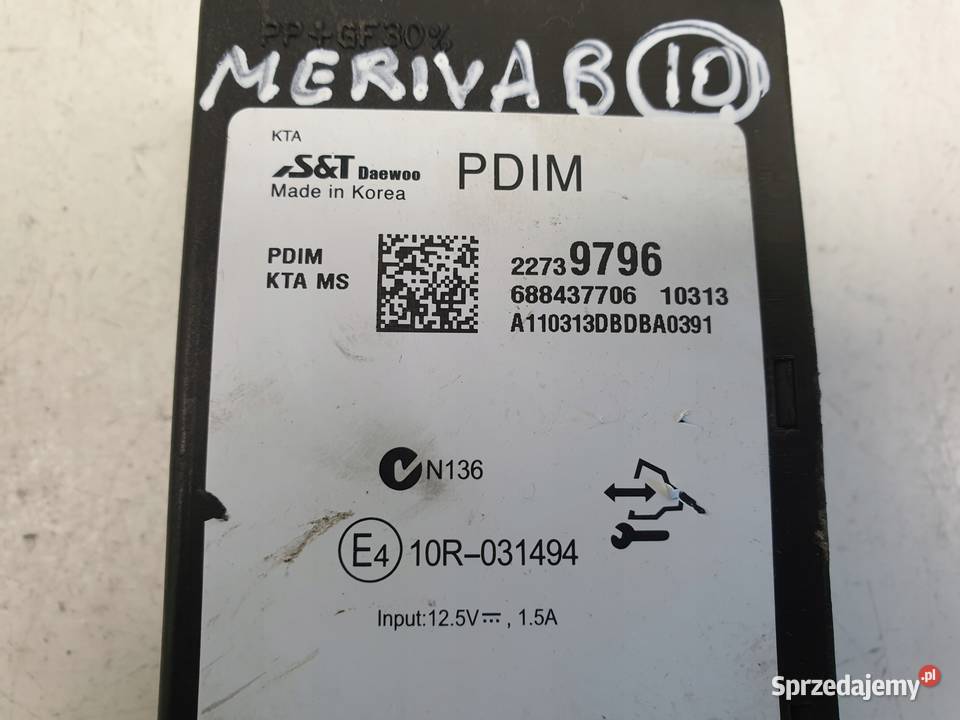 PP+GF30%
MERIVA B 10
KTA
S&T Daewoo PDIM
Made in Korea
PDIM 22739796
KTA MS 688437706 10313
A110313DBDBA0391
N136
E4 10R-031494
Input:12.5V⎓, 1.5A
Sprzedajemy.pl